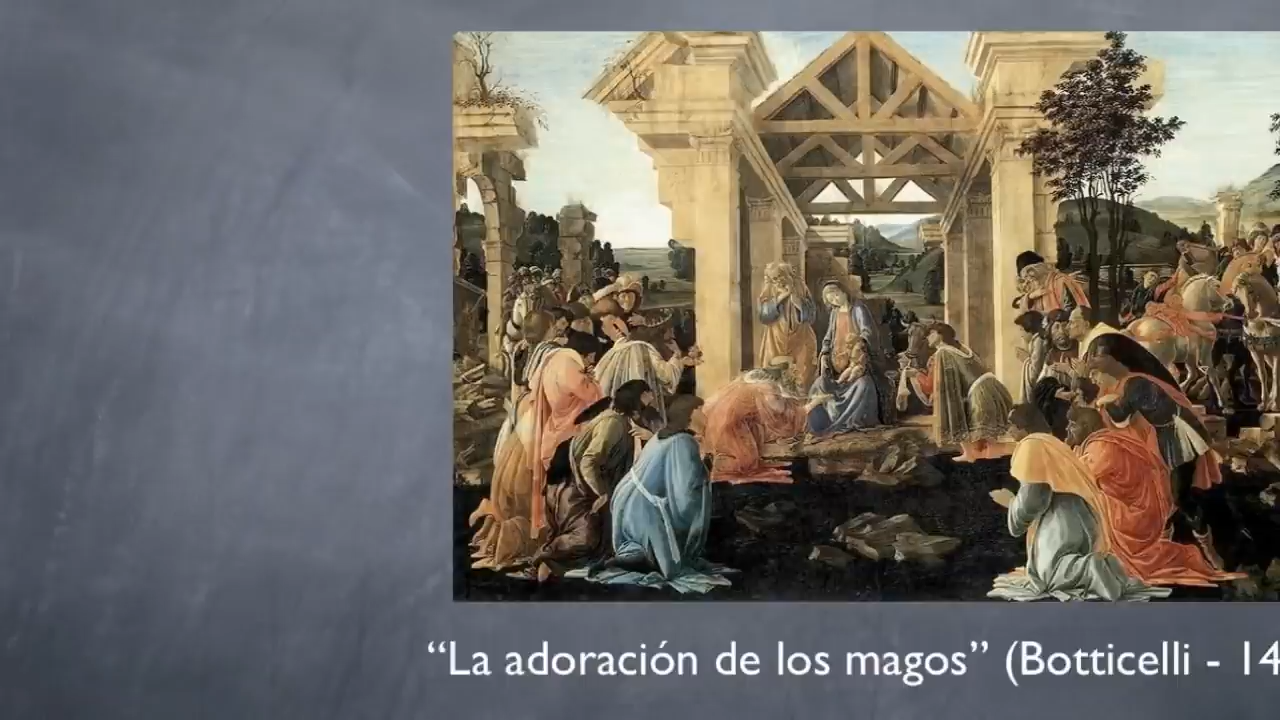 “La adoración de los magos” (Botticelli - 14